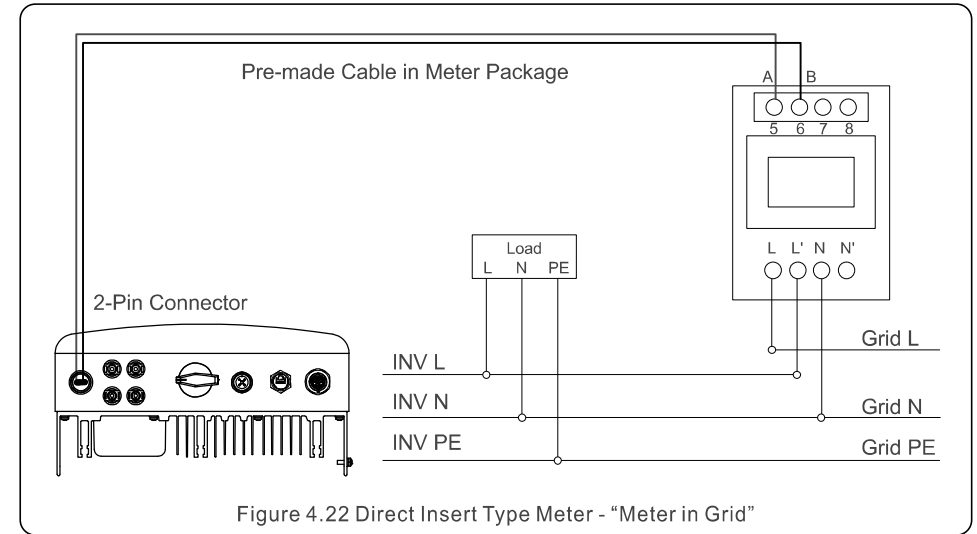 Pre-made Cable in Meter Package
A B
5 6 7 8
L L' N N'
Load
L N PE
2-Pin Connector
Grid L
INV L
INV N
Grid N
INV PE
Grid PE
Figure 4.22 Direct Insert Type Meter - “Meter in Grid”